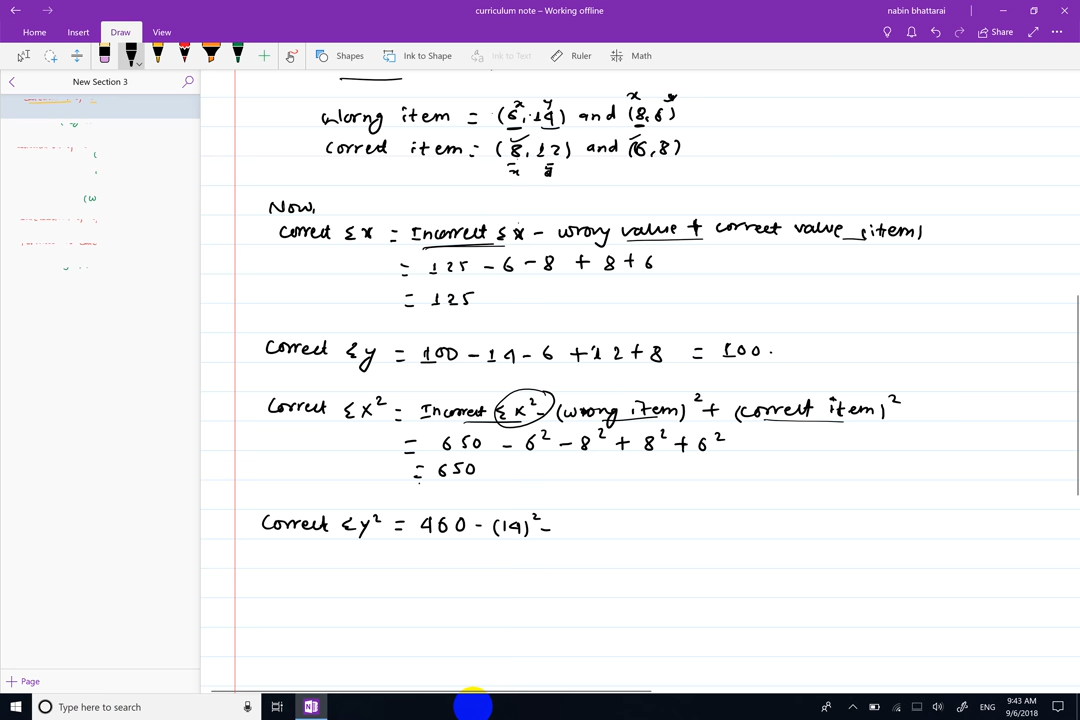 curriculum note – Working offline
nabin bhattarai
Home Insert Draw View
Share
Shapes Ink to Shape Ink to Text Ruler Math
New Section 3
Wrong item = (6, 14) and (8, 6)
x y x y
Correct item = (8, 12) and (6, 8)
x y
Now,
Correct Σx = Incorrect Σx – wrong value + correct value (item)
= 125 – 6 – 8 + 8 + 6
= 125
Correct Σy = 100 – 14 – 6 + 12 + 8 = 100.
Correct Σx² = Incorrect Σx² – (wrong item)² + (correct item)²
= 650 – 6² – 8² + 8² + 6²
= 650
Correct Σy² = 460 – (14)² –
+ Page
Type here to search
ENG
9:43 AM
9/6/2018